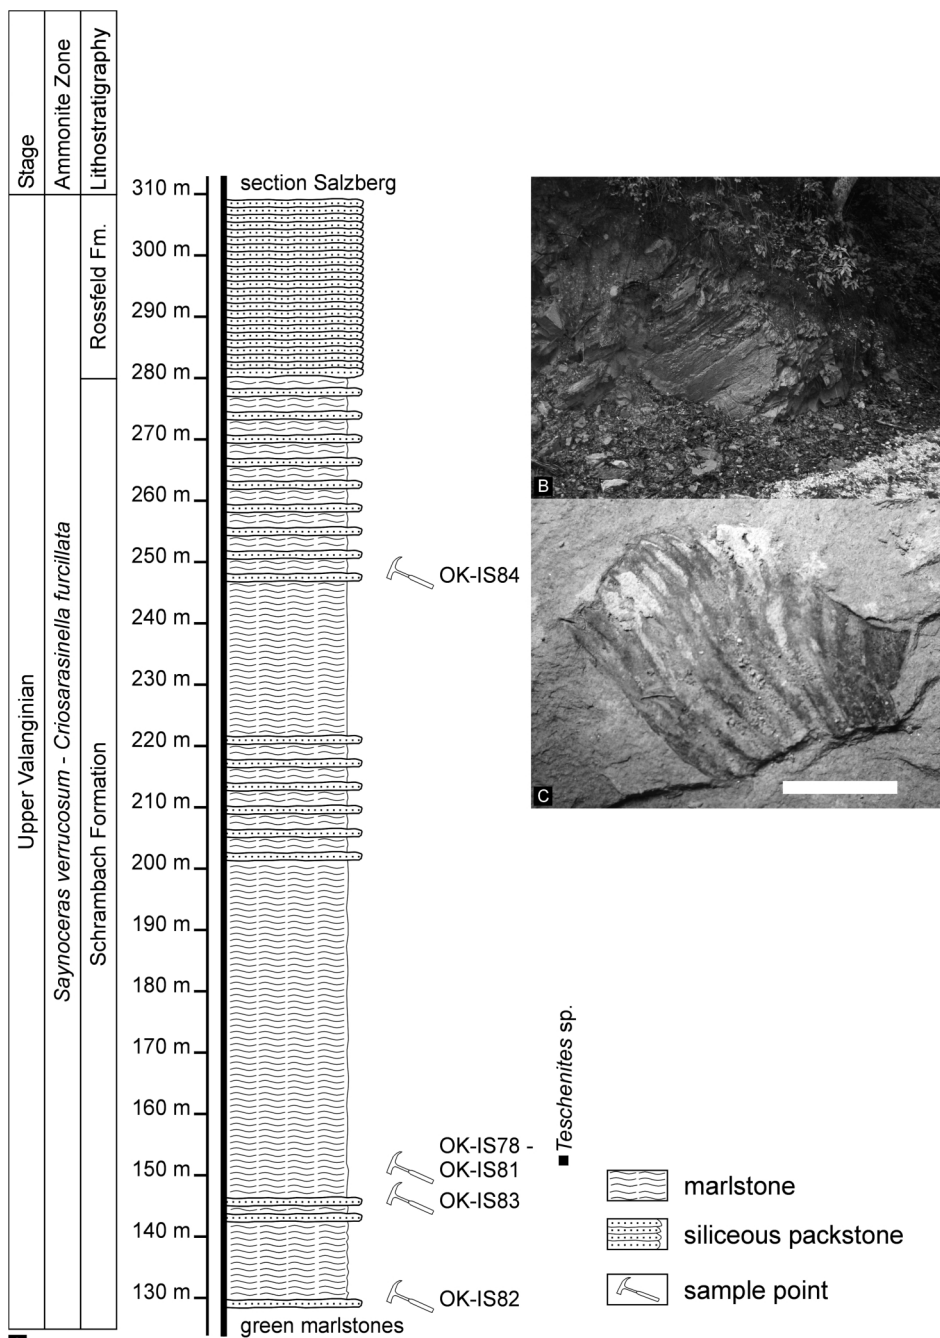 Stage
Ammonite Zone
Lithostratigraphy
Upper Valanginian
Saynoceras verrucosum - Criosarasinella furcillata
Rossfeld Fm.
Schrambach Formation
section Salzberg
310 m
300 m
290 m
280 m
270 m
260 m
250 m
240 m
230 m
220 m
210 m
200 m
190 m
180 m
170 m
160 m
150 m
140 m
130 m
green marlstones
OK-IS84
OK-IS78 -
OK-IS81
OK-IS83
OK-IS82
Teschenites sp.
B
C
marlstone
siliceous packstone
sample point